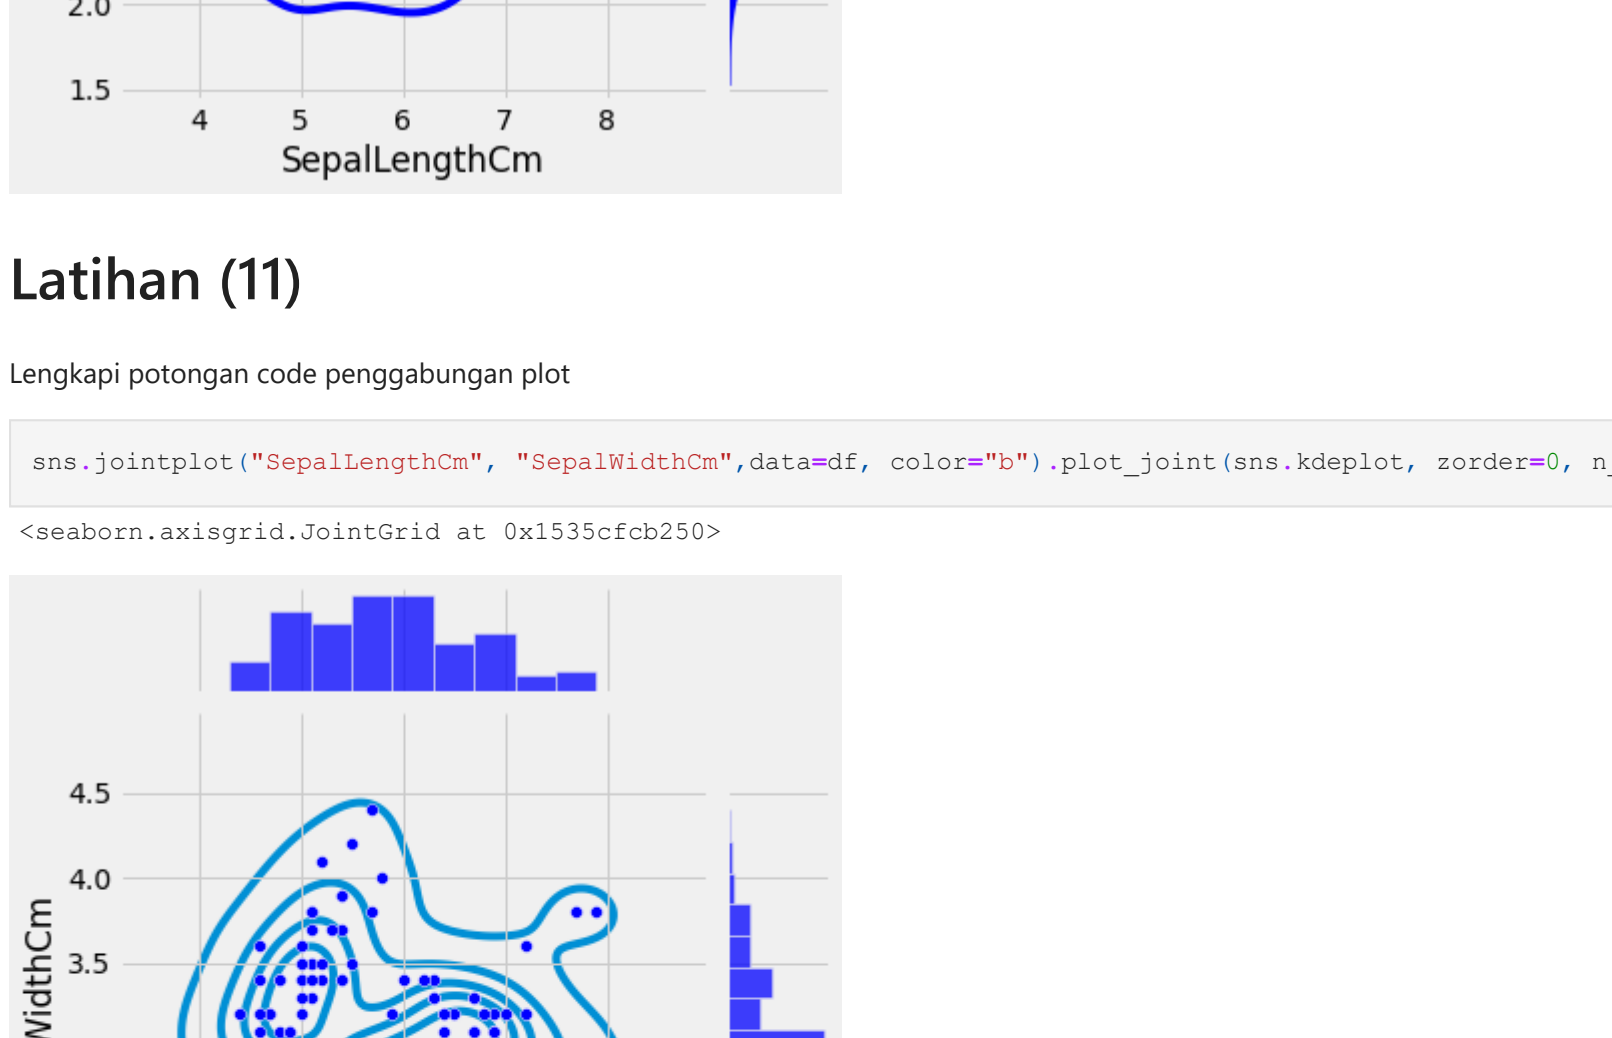 2.0
1.5
4 5 6 7 8
SepalLengthCm
Latihan (11)
Lengkapi potongan code penggabungan plot
sns.jointplot("SepalLengthCm", "SepalWidthCm",data=df, color="b").plot_joint(sns.kdeplot, zorder=0, n_
<seaborn.axisgrid.JointGrid at 0x1535cfcb250>
4.5
4.0
3.5
WidthCm